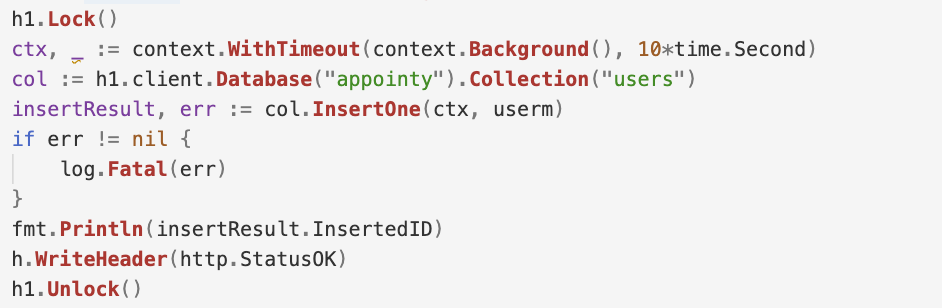 h1.Lock()
ctx, _ := context.WithTimeout(context.Background(), 10*time.Second)
col := h1.client.Database("appointy").Collection("users")
insertResult, err := col.InsertOne(ctx, userm)
if err != nil {
    log.Fatal(err)
}
fmt.Println(insertResult.InsertedID)
h.WriteHeader(http.StatusOK)
h1.Unlock()